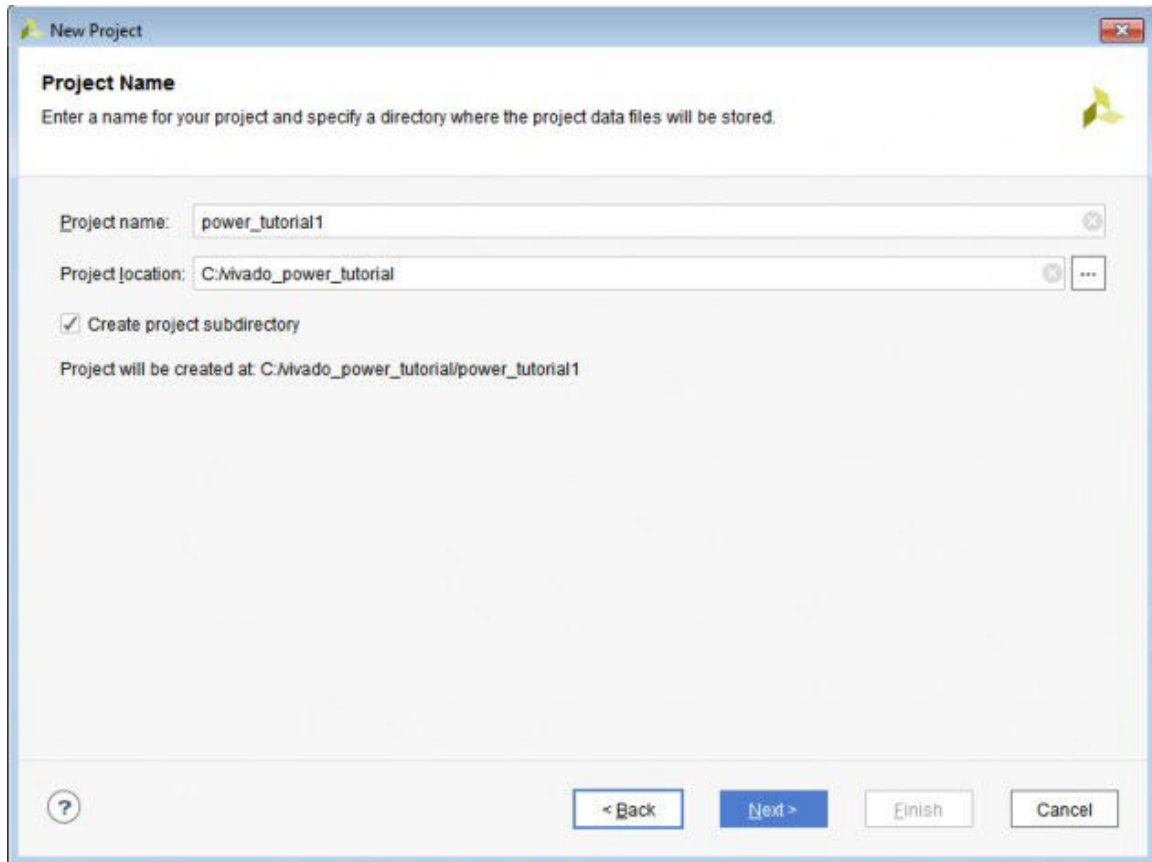 New Project
Project Name
Enter a name for your project and specify a directory where the project data files will be stored.
Project name: power_tutorial1
Project location: C:/vivado_power_tutorial
...
Create project subdirectory
Project will be created at: C:/vivado_power_tutorial/power_tutorial1
? < Back Next > Finish Cancel